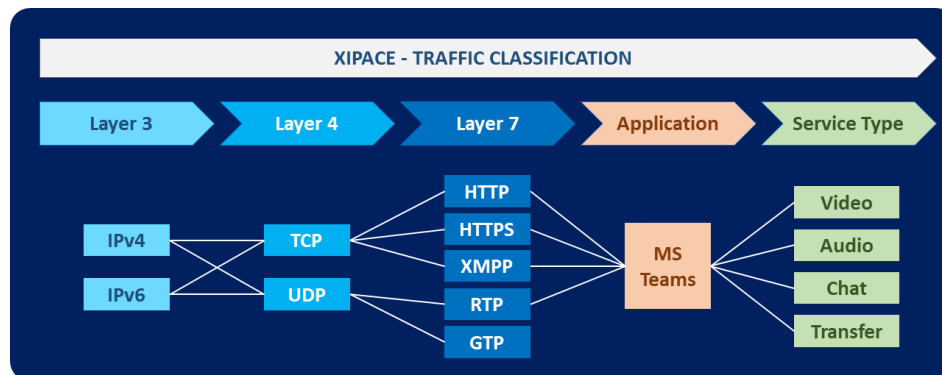 XIPACE - TRAFFIC CLASSIFICATION
Layer 3
Layer 4
Layer 7
Application
Service Type
IPv4
IPv6
TCP
UDP
HTTP
HTTPS
XMPP
RTP
GTP
MS
Teams
Video
Audio
Chat
Transfer